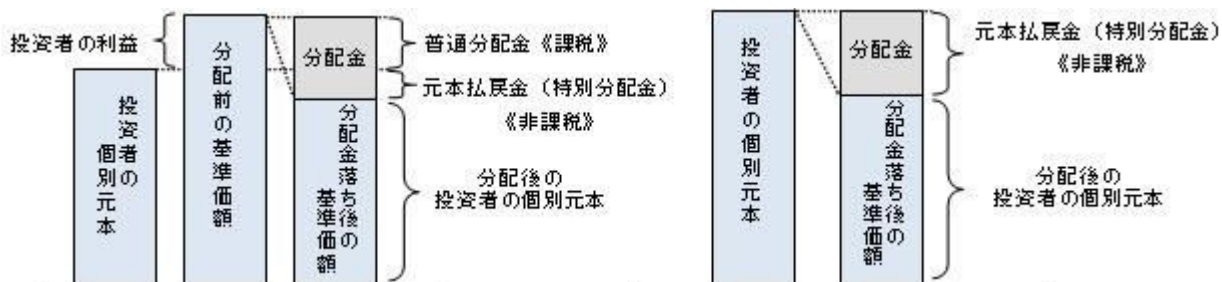 投資者の利益
投資者の
個別元本
分配前の基準価額
分配金
分配金落ち後の
基準価額
普通分配金《課税》
元本払戻金（特別分配金）
《非課税》
分配後の
投資者の個別元本
投資者の個別元本
分配金
分配金落ち後の
基準価額
元本払戻金（特別分配金）
《非課税》
分配後の
投資者の個別元本